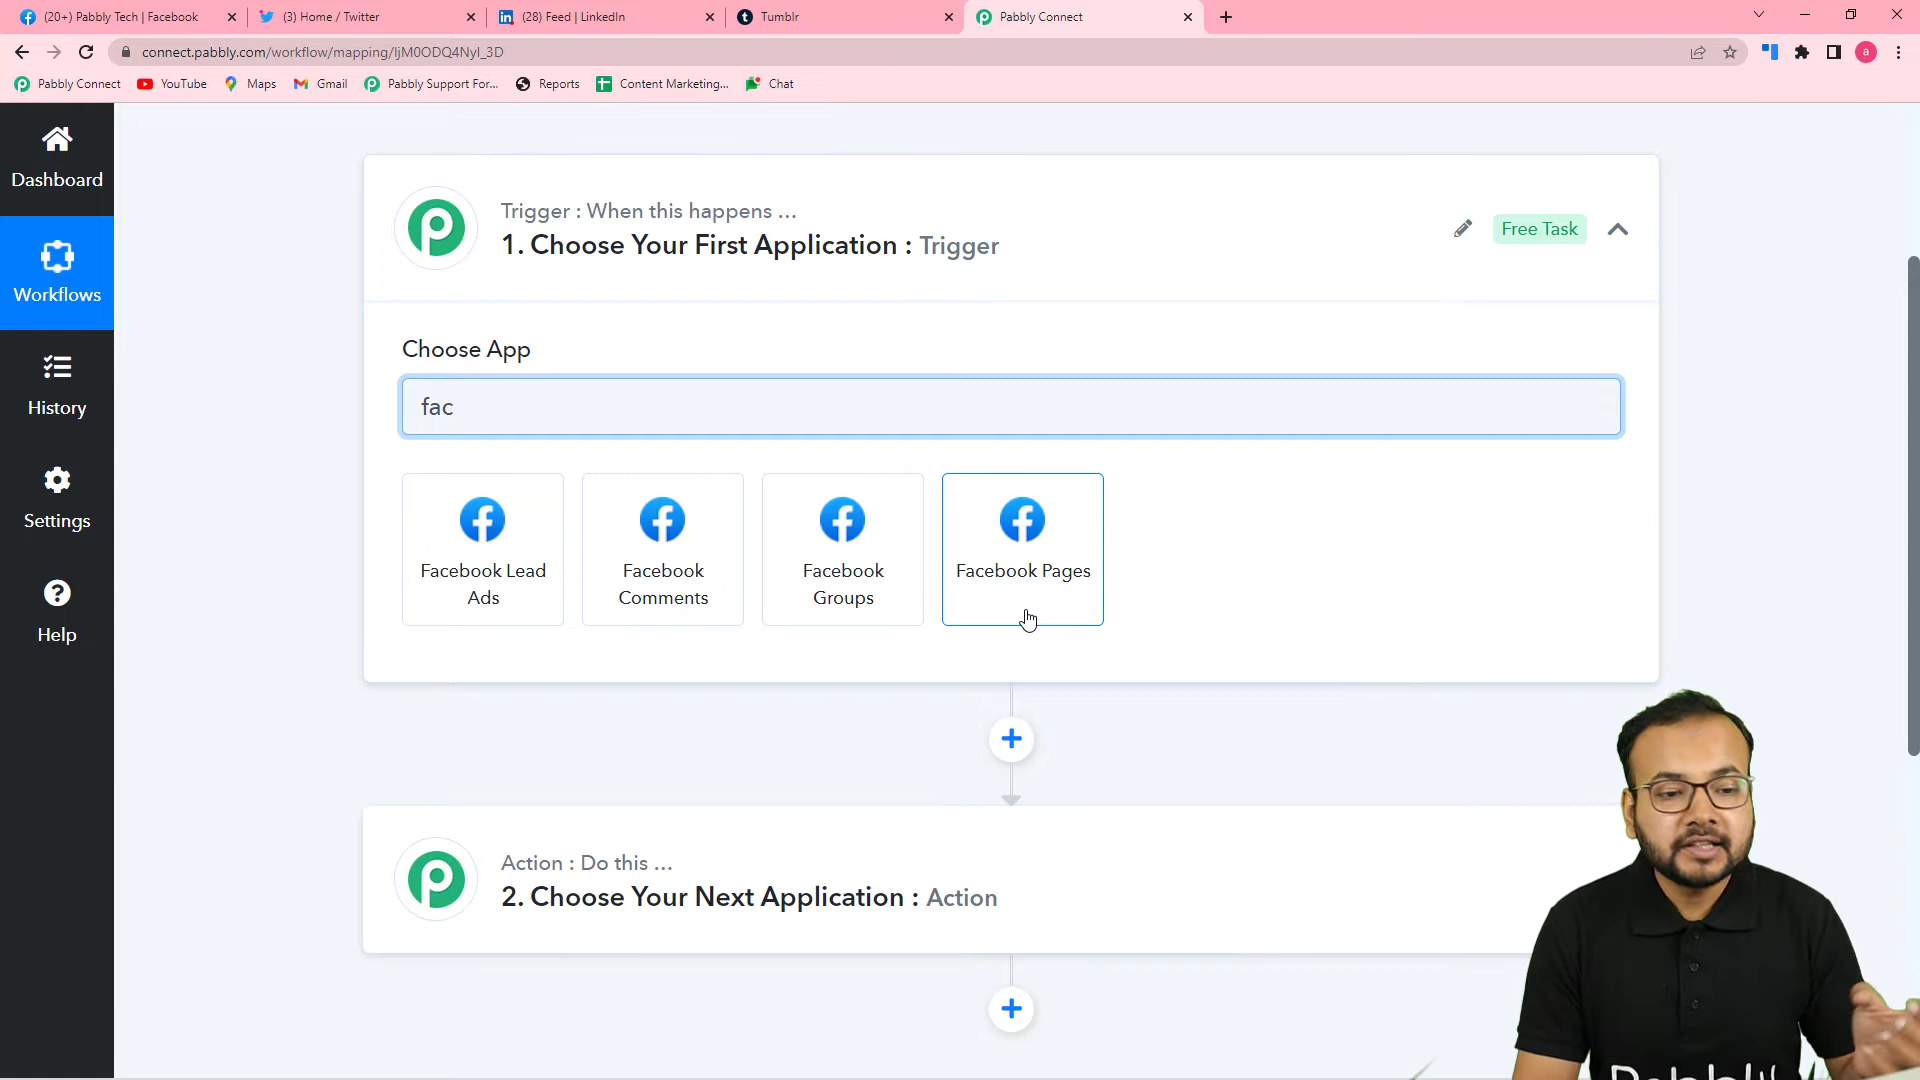 (20+) Pabbly Tech | Facebook
(3) Home / Twitter
(28) Feed | LinkedIn
Tumblr
Pabbly Connect
connect.pabbly.com/workflow/mapping/IjM0ODQ4NyI_3D
a
Pabbly Connect
YouTube
Maps
Gmail
Pabbly Support For...
Reports
Content Marketing...
Chat
Dashboard
Workflows
History
Settings
Help
Trigger : When this happens ...
1. Choose Your First Application : Trigger
Free Task
Choose App
fac
Facebook Lead
Ads
Facebook
Comments
Facebook
Groups
Facebook Pages
Action : Do this ...
2. Choose Your Next Application : Action
Pabbly